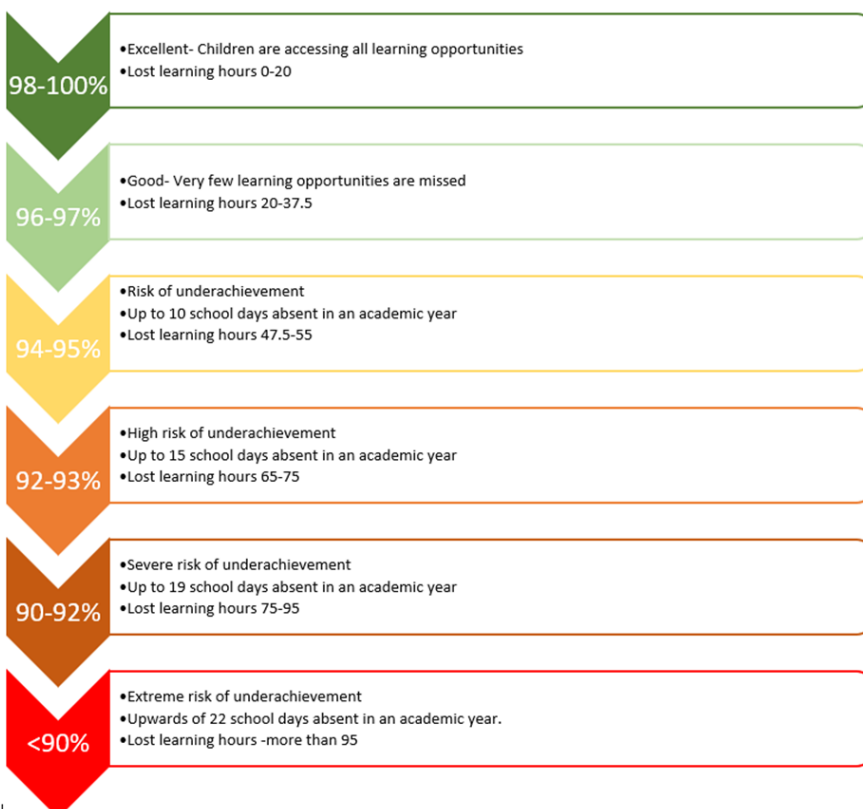 98-100%
•Excellent- Children are accessing all learning opportunities
•Lost learning hours 0-20
96-97%
•Good- Very few learning opportunities are missed
•Lost learning hours 20-37.5
94-95%
•Risk of underachievement
•Up to 10 school days absent in an academic year
•Lost learning hours 47.5-55
92-93%
•High risk of underachievement
•Up to 15 school days absent in an academic year
•Lost learning hours 65-75
90-92%
•Severe risk of underachievement
•Up to 19 school days absent in an academic year
•Lost learning hours 75-95
<90%
•Extreme risk of underachievement
•Upwards of 22 school days absent in an academic year.
•Lost learning hours -more than 95